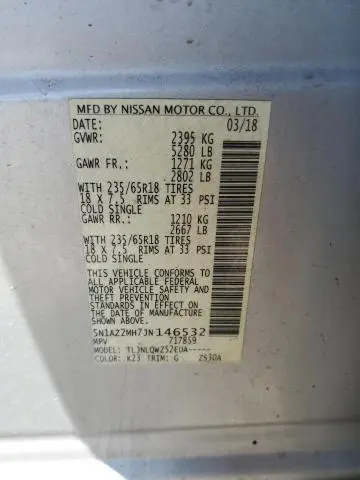 MFD BY NISSAN MOTOR CO., LTD.
DATE: 03/18
GVWR: 2395 KG
5280 LB
GAWR FR.: 1271 KG
2802 LB
WITH 235/65R18 TIRES
18 X 7.5 RIMS AT 33 PSI
COLD SINGLE
GAWR RR.: 1210 KG
2667 LB
WITH 235/65R18 TIRES
18 X 7.5 RIMS AT 33 PSI
COLD SINGLE
THIS VEHICLE CONFORMS TO
ALL APPLICABLE FEDERAL
MOTOR VEHICLE SAFETY AND
THEFT PREVENTION
STANDARDS IN EFFECT ON
THE DATE OF MANUFACTURE
SHOWN ABOVE.
5N1AZ2MH7JN146532
MPV 717859
MODEL: TLJNLQWZ52EUA-----
COLOR: K23 TRIM: G ZS30A